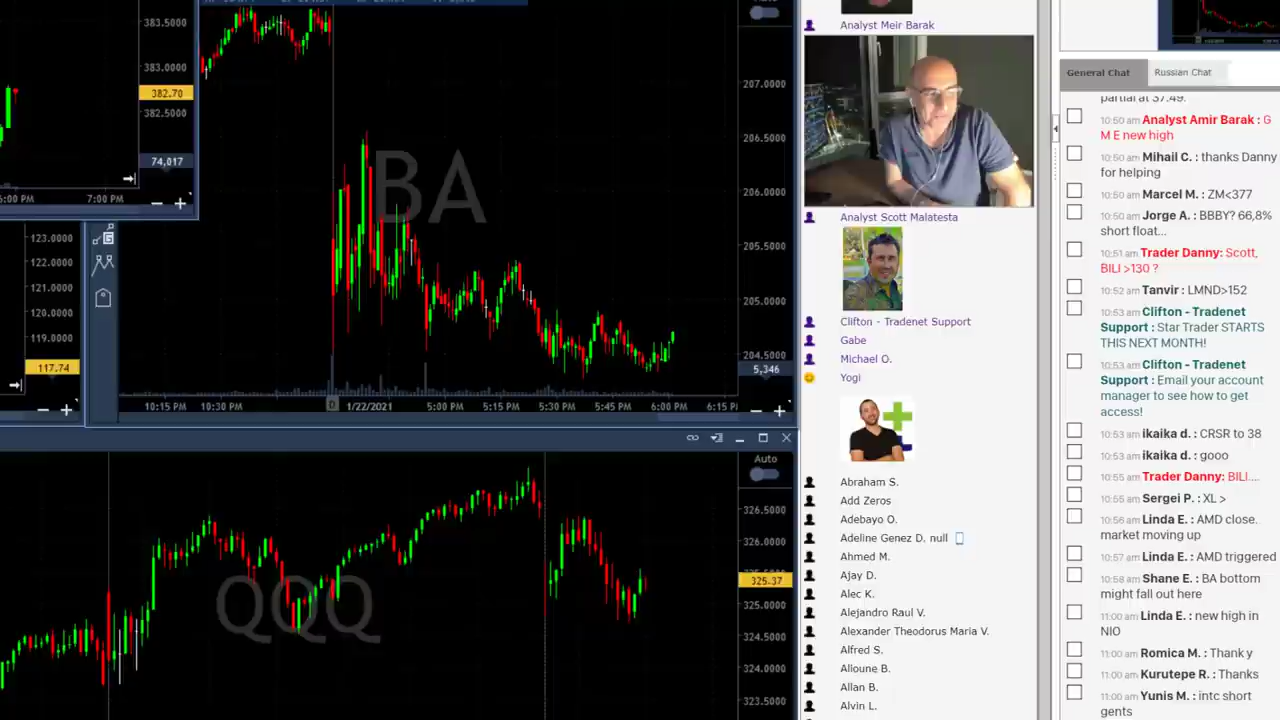 381.5000
383.0000
382.70
382.5000
74,017
6:00 PM
7:00 PM
123.0000
122.0000
121.0000
120.0000
119.0000
117.74
BA
207.0000
206.5000
206.0000
205.5000
205.0000
204.5000
5,346
10:15 PM
10:30 PM
D
1/22/2021
5:00 PM
5:15 PM
5:30 PM
5:45 PM
6:00 PM
6:15 P
Auto
QQQ
326.5000
326.0000
325.37
325.0000
324.5000
324.0000
323.5000
Analyst Meir Barak
Analyst Scott Malatesta
Clifton - Tradenet Support
Gabe
Michael O.
Yogi
Abraham S.
Add Zeros
Adebayo O.
Adeline Genez D. null
Ahmed M.
Ajay D.
Alec K.
Alejandro Raul V.
Alexander Theodorus Maria V.
Alfred S.
Alloune B.
Allan B.
Alvin L.
General Chat
Russian Chat
partial at 37.49.
10:50 am Analyst Amir Barak : G
M E new high
10:50 am Mihail C. : thanks Danny
for helping
10:50 am Marcel M. : ZM<377
10:50 am Jorge A. : BBBY? 66,8%
short float...
10:51 am Trader Danny: Scott,
BILI >130 ?
10:52 am Tanvir : LMND>152
10:53 am Clifton - Tradenet
Support : Star Trader STARTS
THIS NEXT MONTH!
10:53 am Clifton - Tradenet
Support : Email your account
manager to see how to get
access!
10:53 am ikaika d. : CRSR to 38
10:53 am ikaika d. : gooo
10:55 am Trader Danny: BILI....
10:55 am Sergei P. : XL >
10:56 am Linda E. : AMD close.
market moving up
10:57 am Linda E. : AMD triggered
10:58 am Shane E. : BA bottom
might fall out here
11:00 am Linda E. : new high in
NIO
11:00 am Romica M. : Thank y
11:00 am Kurutepe R. : Thanks
11:00 am Yunis M. : intc short
gents